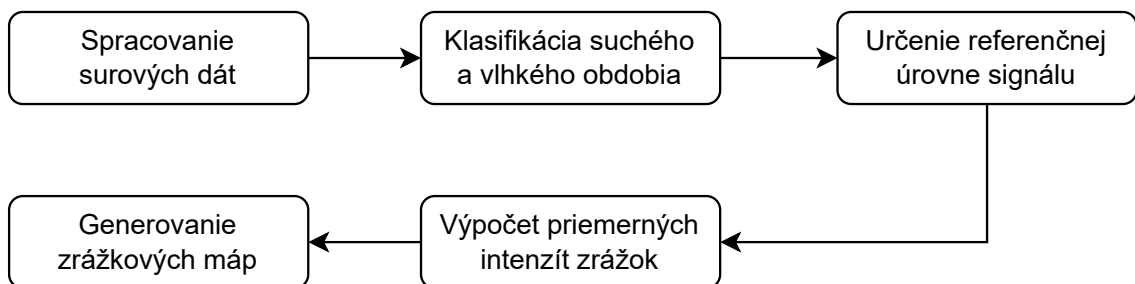 Spracovanie
surových dát
Klasifikácia suchého
a vlhkého obdobia
Určenie referenčnej
úrovne signálu
Výpočet priemerných
intenzít zrážok
Generovanie
zrážkových máp